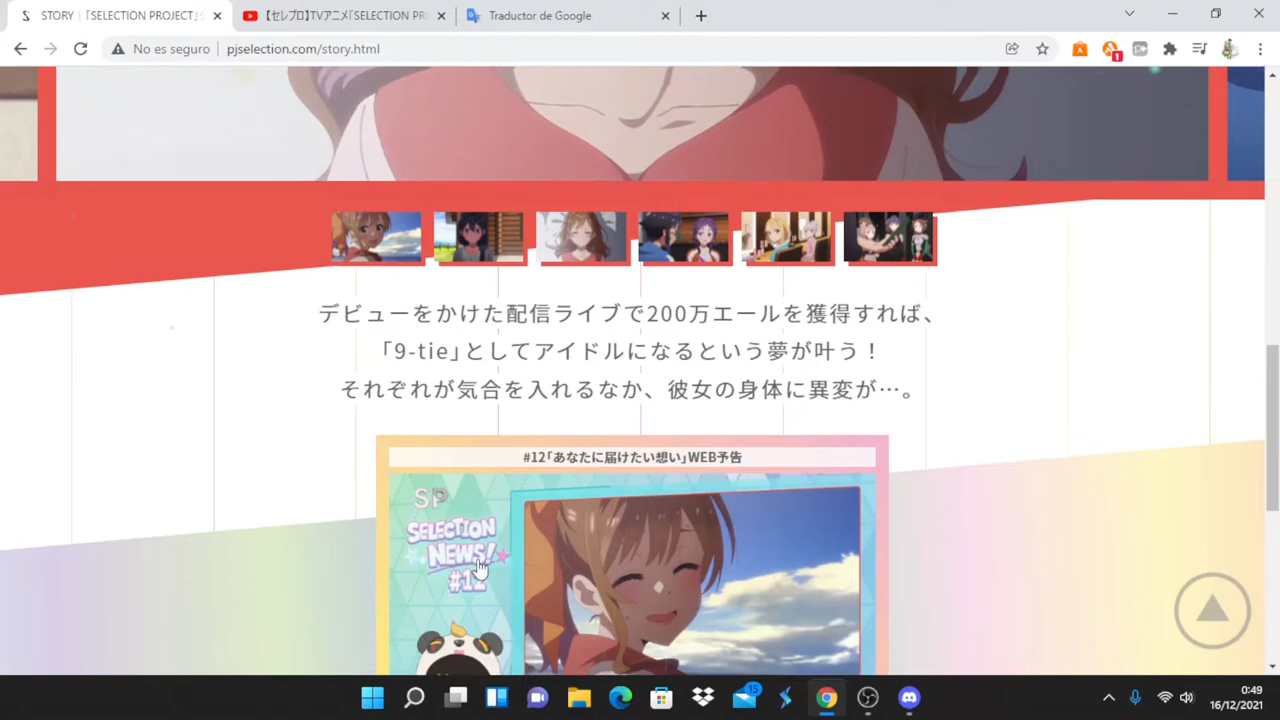 STORY | 「SELECTION PROJECT」公
【セレプロ】TVアニメ「SELECTION PR
Traductor de Google
No es seguro
pjselection.com/story.html
1
デビューをかけた配信ライブで200万エールを獲得すれば、
「9-tie」としてアイドルになるという夢が叶う！
それぞれが気合を入れるなか、彼女の身体に異変が…。
#12「あなたに届けたい想い」WEB予告
SP
SELECTION
NEWS!
#12
15
0:49
16/12/2021